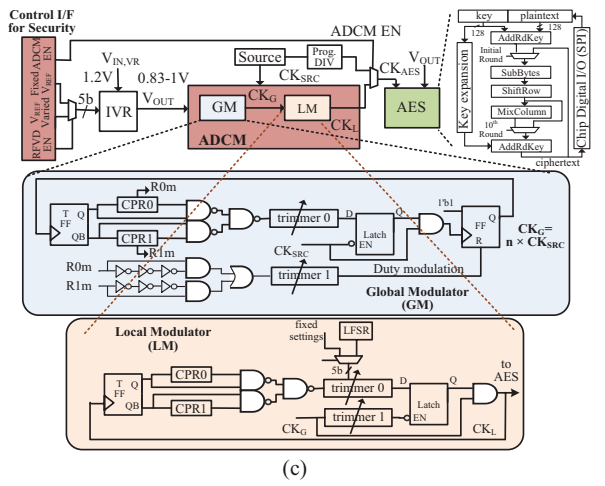 Control I/F
for Security
ADCM
EN
Fixed
V_REF
Varied
V_REF
RFVD
EN
5b
V_IN,VR
1.2V
IVR
0.83-1V
V_OUT
ADCM EN
Source
Prog.
DIV
CK_SRC
CK_AES
V_OUT
GM
CK_G
LM
CK_L
ADCM
AES
key
plaintext
128
128
AddRdKey
Initial
Round
SubBytes
ShiftRow
MixColumn
10th
Round
AddRdKey
ciphertext
Key expansion
Chip Digital I/O (SPI)
R0m
T
FF
Q
QB
CPR0
CPR1
R1m
trimmer 0
D
Q
Latch
EN
CK_SRC
1'b1
FF
R
CK_G=
n × CK_SRC
R0m
R1m
trimmer 1
Duty modulation
Global Modulator
(GM)
Local Modulator
(LM)
fixed
settings
LFSR
5b
T
FF
Q
QB
CPR0
CPR1
trimmer 0
D
Q
Latch
EN
trimmer 1
CK_G
CK_L
to
AES
(c)